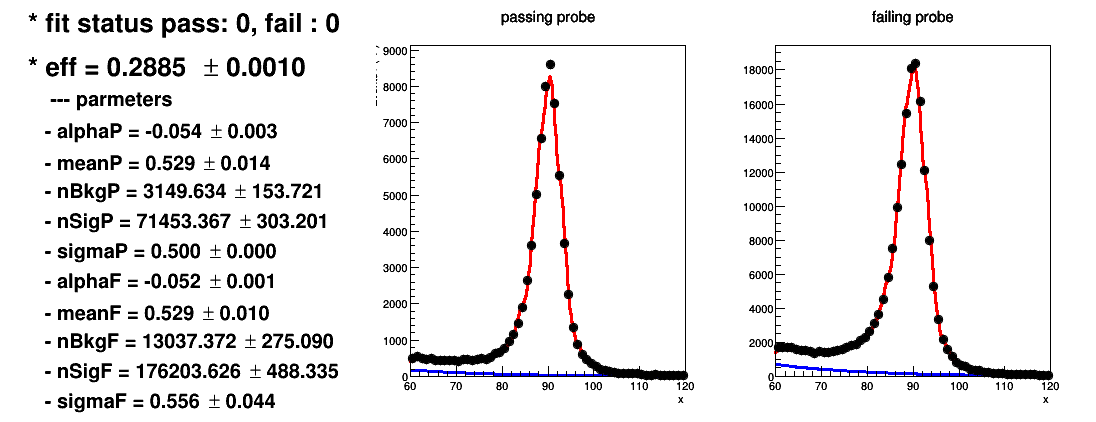 * fit status pass: 0, fail : 0
* eff = 0.2885 ± 0.0010
--- parmeters
- alphaP = -0.054 ± 0.003
- meanP = 0.529 ± 0.014
- nBkgP = 3149.634 ± 153.721
- nSigP = 71453.367 ± 303.201
- sigmaP = 0.500 ± 0.000
- alphaF = -0.052 ± 0.001
- meanF = 0.529 ± 0.010
- nBkgF = 13037.372 ± 275.090
- nSigF = 176203.626 ± 488.335
- sigmaF = 0.556 ± 0.044
passing probe
9000
8000
7000
6000
5000
4000
3000
2000
1000
0
60 70 80 90 100 110 120
x
failing probe
18000
16000
14000
12000
10000
8000
6000
4000
2000
0
60 70 80 90 100 110 120
x